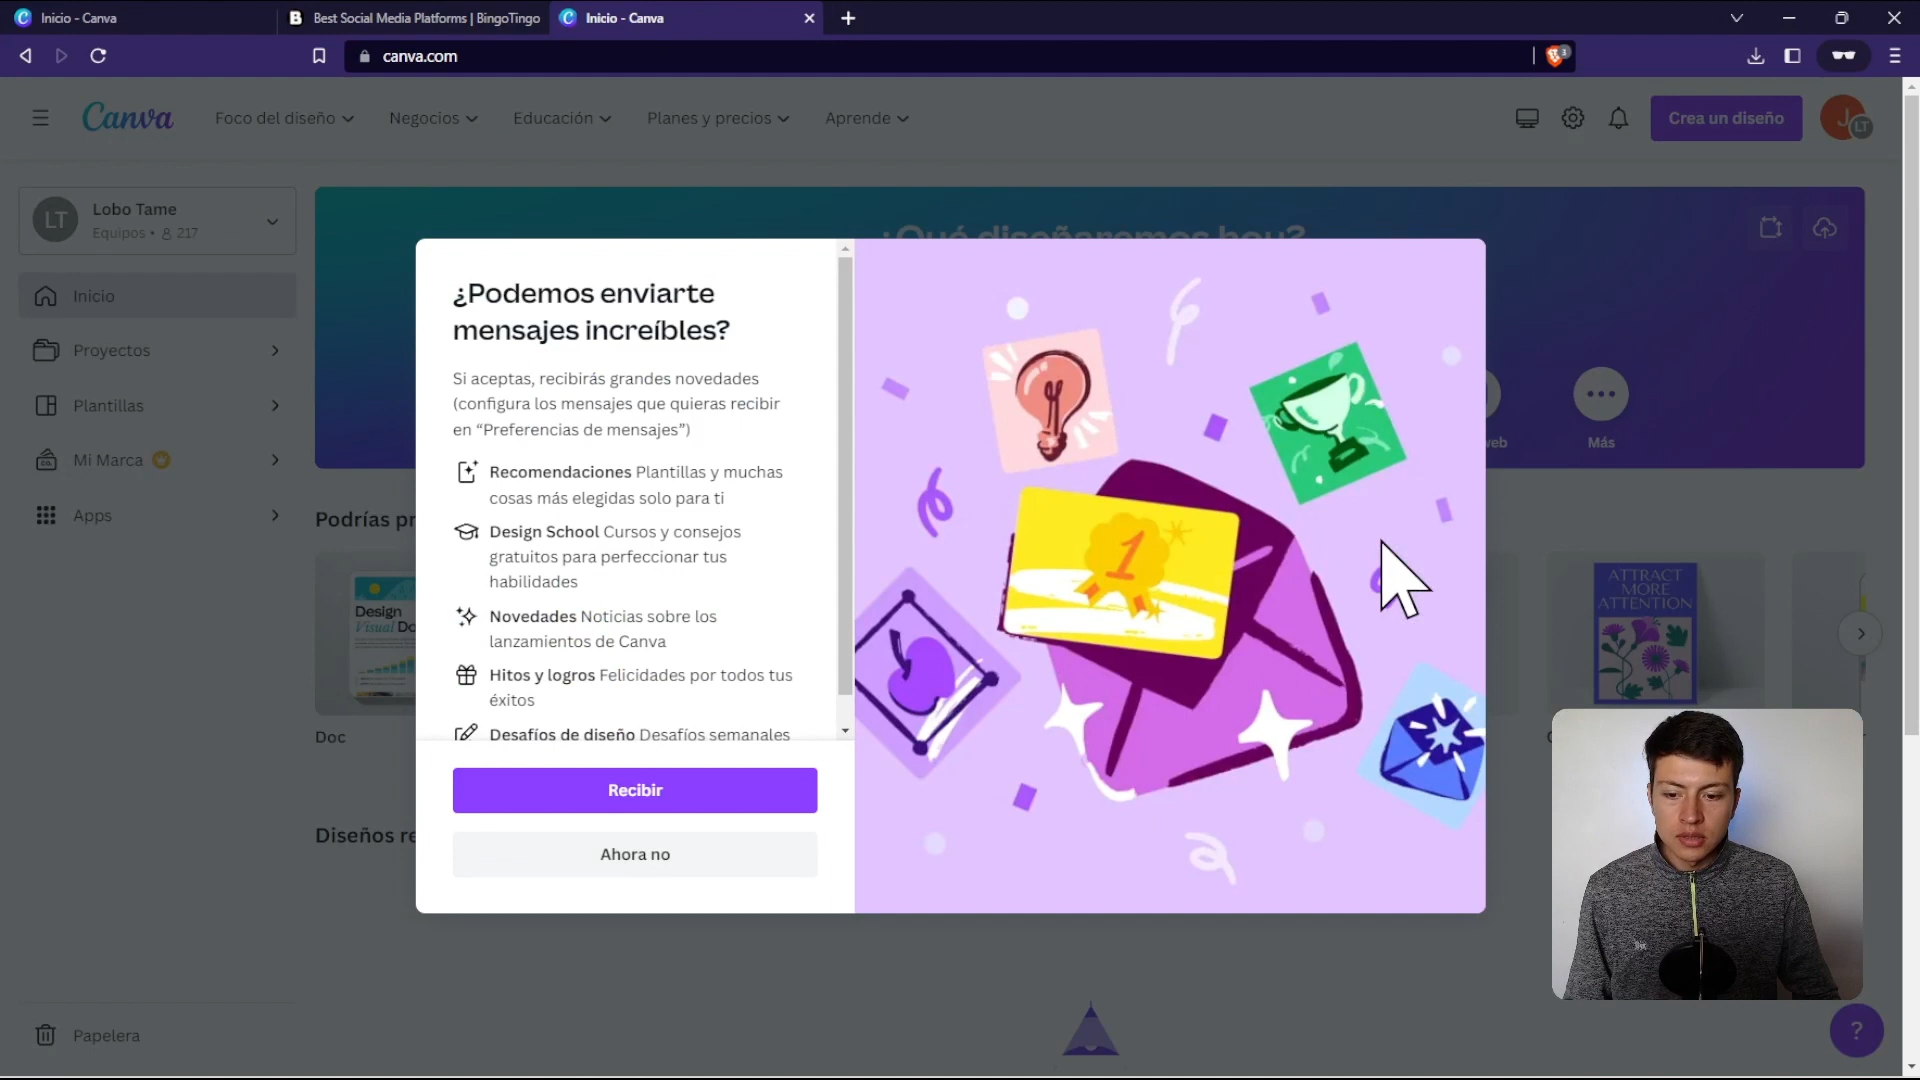 Inicio - Canva
Best Social Media Platforms | BingoTingo
Inicio - Canva
canva.com
3
Canva
Foco del diseño
Negocios
Educación
Planes y precios
Aprende
Crea un diseño
J
LT
LT
Lobo Tame
Equipos • 217
Inicio
Proyectos
Plantillas
Mi Marca
Apps
Papelera
¿Qué diseñaremos hoy?
Más
¿Podemos enviarte
mensajes increíbles?
Si aceptas, recibirás grandes novedades
(configura los mensajes que quieras recibir
en “Preferencias de mensajes”)
Recomendaciones Plantillas y muchas
cosas más elegidas solo para ti
Design School Cursos y consejos
gratuitos para perfeccionar tus
habilidades
Novedades Noticias sobre los
lanzamientos de Canva
Hitos y logros Felicidades por todos tus
éxitos
Desafíos de diseño Desafíos semanales
Recibir
Ahora no
1
Podrías pr
Design
Visual Do
Doc
ATTRACT
MORE
ATTENTION
Diseños re
?